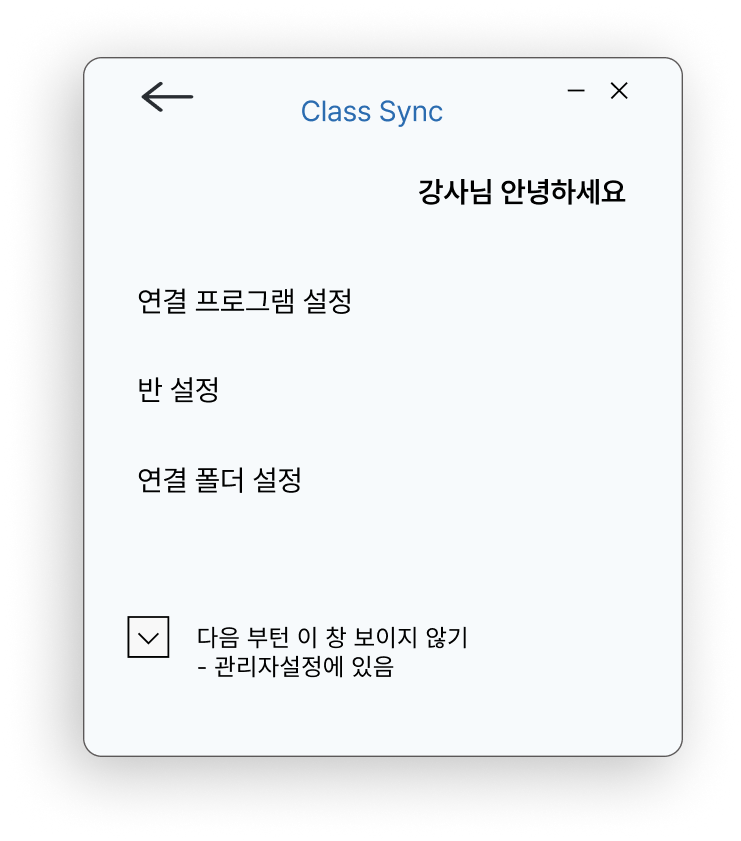 Class Sync
강사님 안녕하세요
연결 프로그램 설정
반 설정
연결 폴더 설정
다음 부턴 이 창 보이지 않기
- 관리자설정에 있음